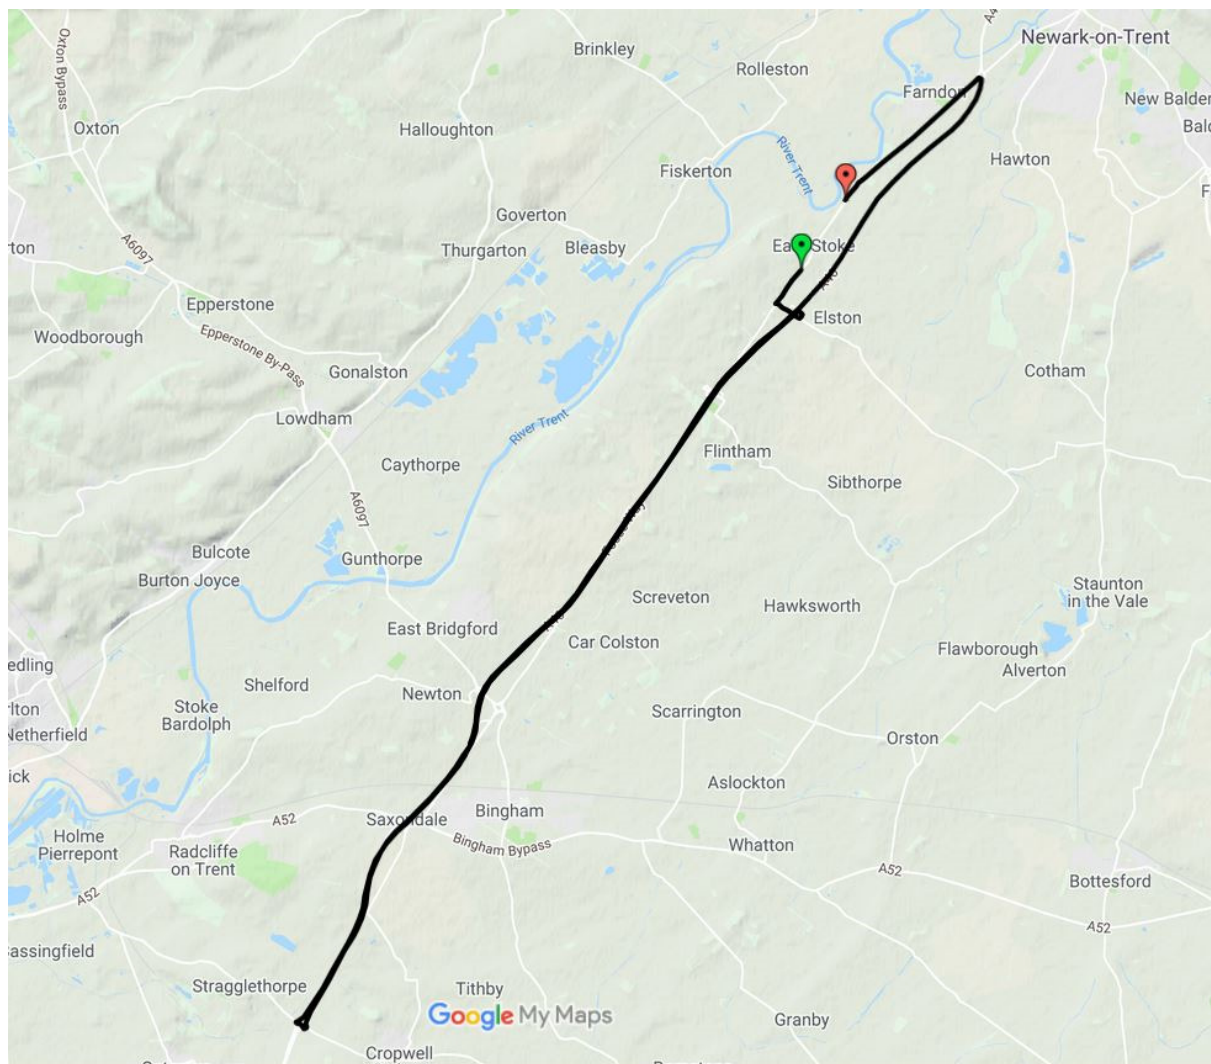 Newark-on-Trent
Brinkley
Rolleston
Farndon
New Balder
Oxton Bypass
Oxton
Halloughton
Hawton
Fiskerton
River Trent
Goverton
Thurgarton
Bleasby
East Stoke
A6097
Epperstone
Woodborough
Epperstone By-Pass
Elston
Gonalston
Cotham
Lowdham
River Trent
Caythorpe
Flintham
Sibthorpe
A6097
Bulcote
Gunthorpe
Burton Joyce
Screveton
Hawksworth
Staunton
in the Vale
East Bridgford
Car Colston
Flawborough
Alverton
edling
Shelford
Newton
rlton
Stoke
Bardolph
Scarrington
Netherfield
Orston
ick
Aslockton
A52
Saxondale
Bingham
Holme
Pierrepont
Radcliffe
on Trent
Bingham Bypass
Whatton
A52
Bottesford
A52
A52
Bassingfield
Stragglethorpe
Tithby
Google My Maps
Granby
Cropwell